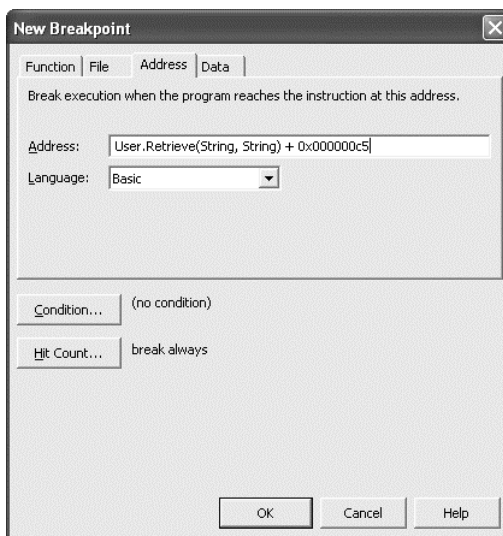 New Breakpoint
Function File Address Data
Break execution when the program reaches the instruction at this address.
Address: User.Retrieve(String, String) + 0x000000c5
Language: Basic
Condition... (no condition)
Hit Count... break always
OK Cancel Help